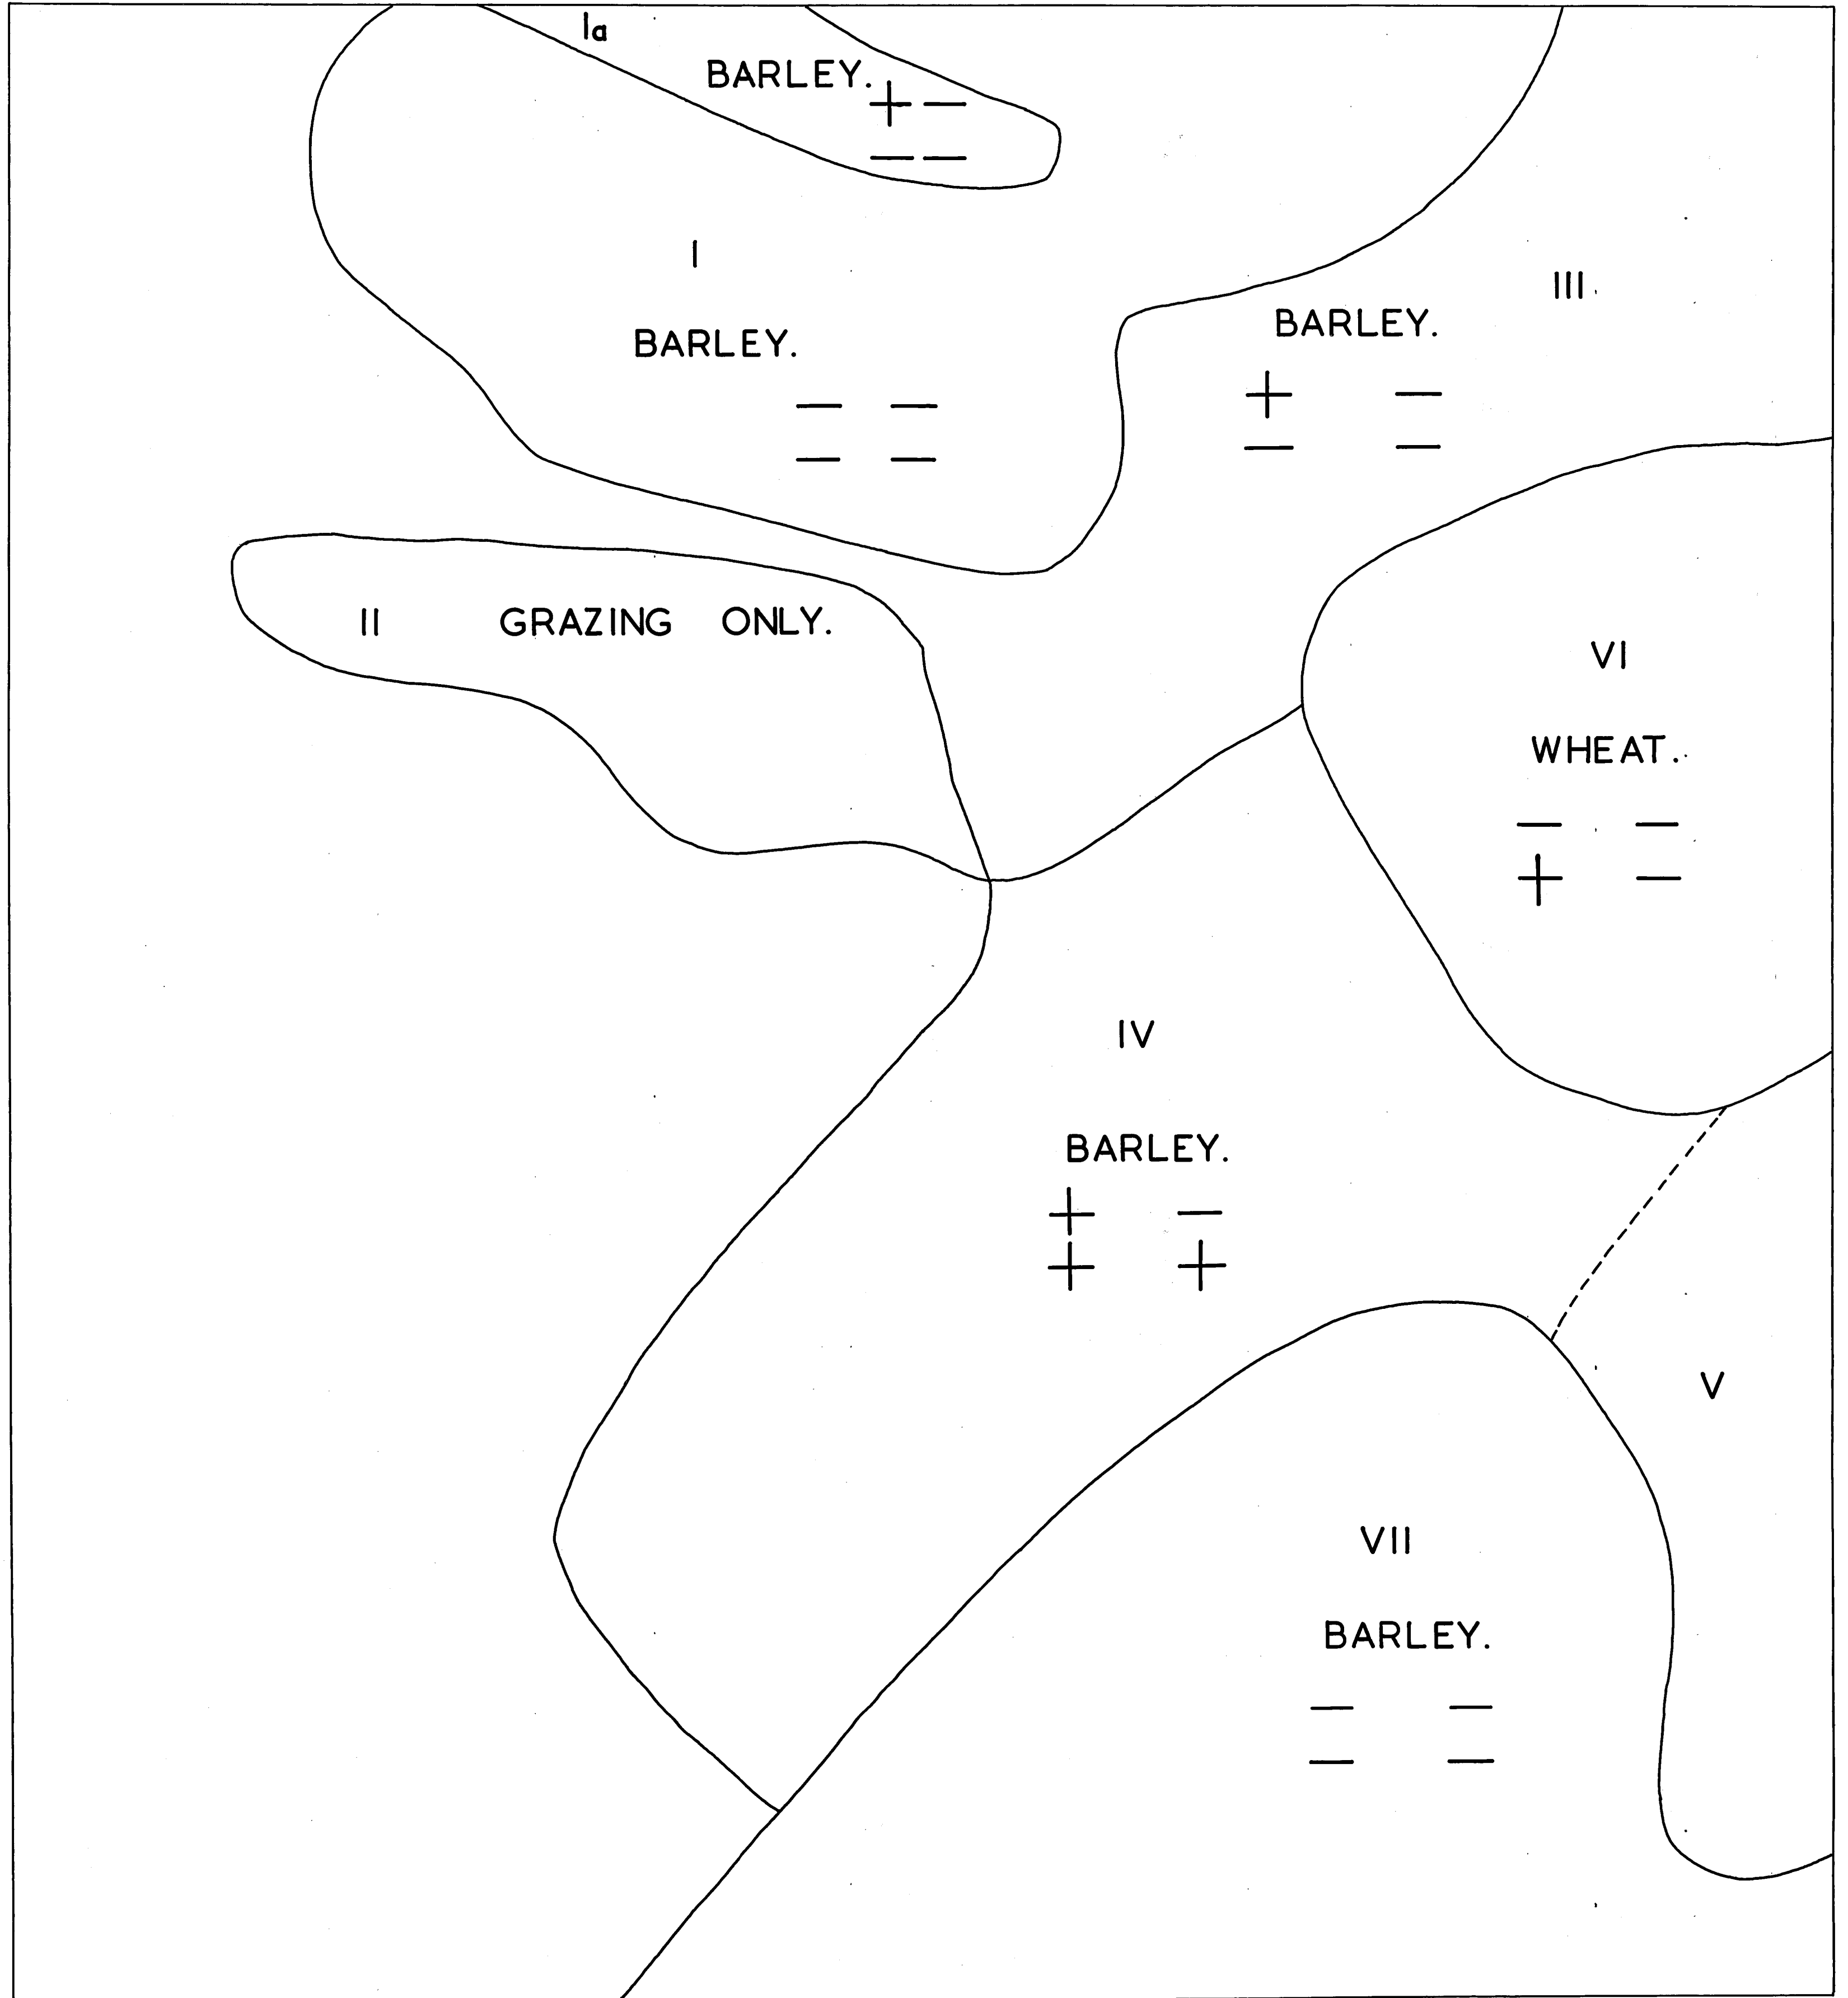 Ia
BARLEY.
+ −
− −
I
BARLEY.
− −
− −
III
BARLEY.
+ −
− −
II GRAZING ONLY.
VI
WHEAT.
− −
+ −
IV
BARLEY.
+ −
+ +
V
VII
BARLEY.
− −
− −